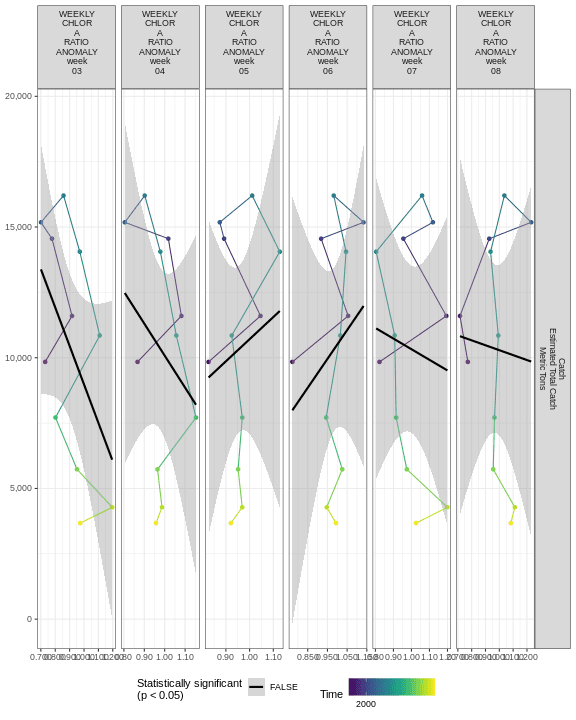 WEEKLY
CHLOR
A
RATIO
ANOMALY
week
03
WEEKLY
CHLOR
A
RATIO
ANOMALY
week
04
WEEKLY
CHLOR
A
RATIO
ANOMALY
week
05
WEEKLY
CHLOR
A
RATIO
ANOMALY
week
06
WEEKLY
CHLOR
A
RATIO
ANOMALY
week
07
WEEKLY
CHLOR
A
RATIO
ANOMALY
week
08
20,000
15,000
10,000
5,000
0
Catch
Estimated Total Catch
Metric Tons
0.90 1.00 1.10
0.90 1.00 1.10
0.850 0.950 1.050
0.90 1.00 1.10
Statistically significant
(p < 0.05)
FALSE
Time
2000